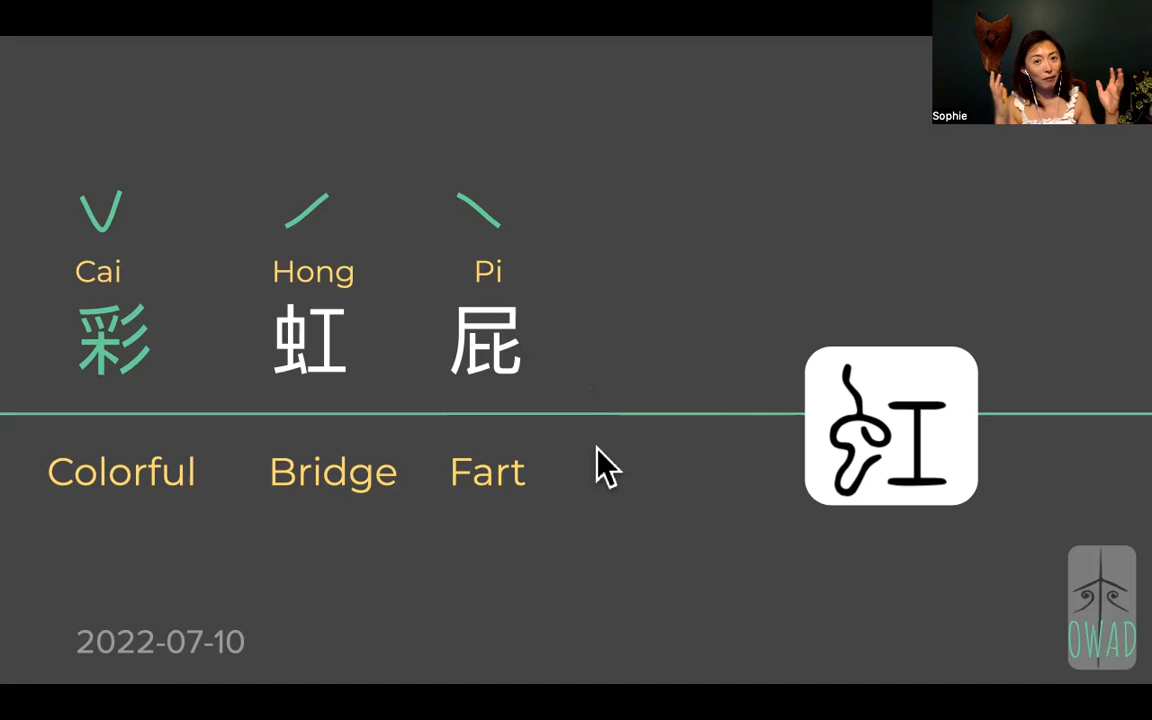 Sophie
Cai Hong Pi
彩 虹 屁
Colorful Bridge Fart
2022-07-10
OWAD